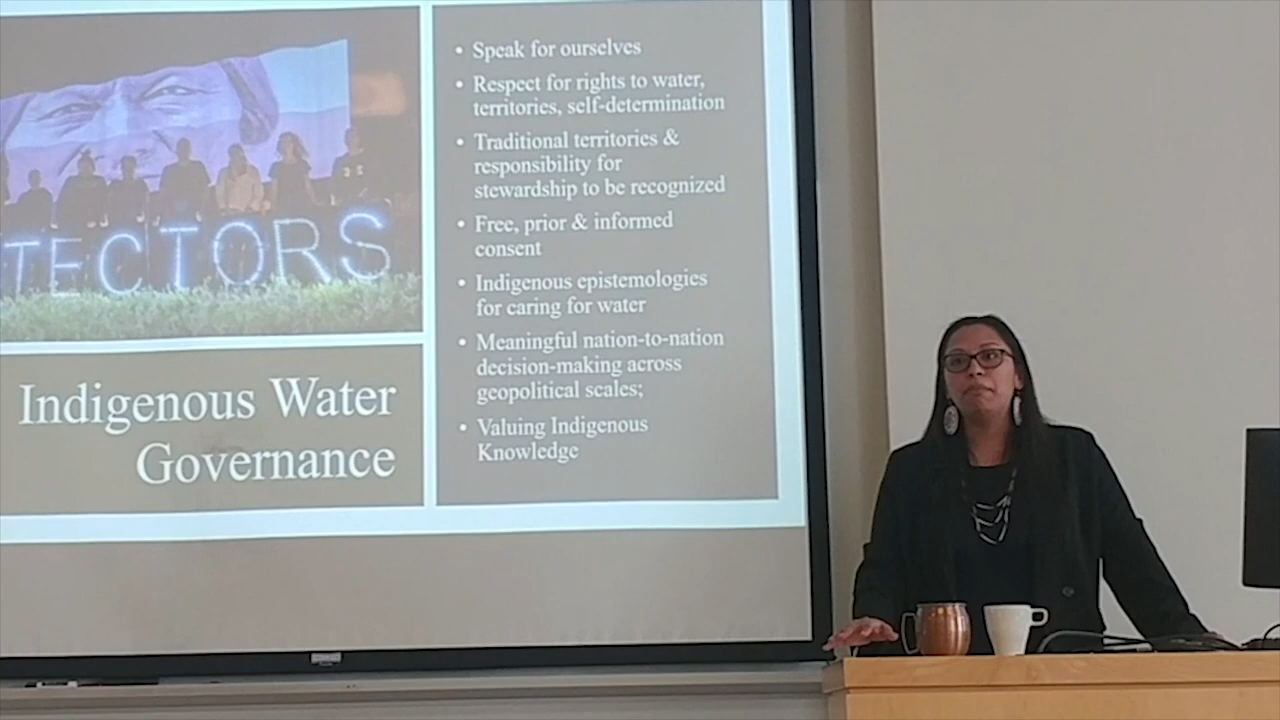 TECTORS
Indigenous Water
Governance
• Speak for ourselves
• Respect for rights to water,
territories, self-determination
• Traditional territories &
responsibility for
stewardship to be recognized
• Free, prior & informed
consent
• Indigenous epistemologies
for caring for water
• Meaningful nation-to-nation
decision-making across
geopolitical scales;
• Valuing Indigenous
Knowledge